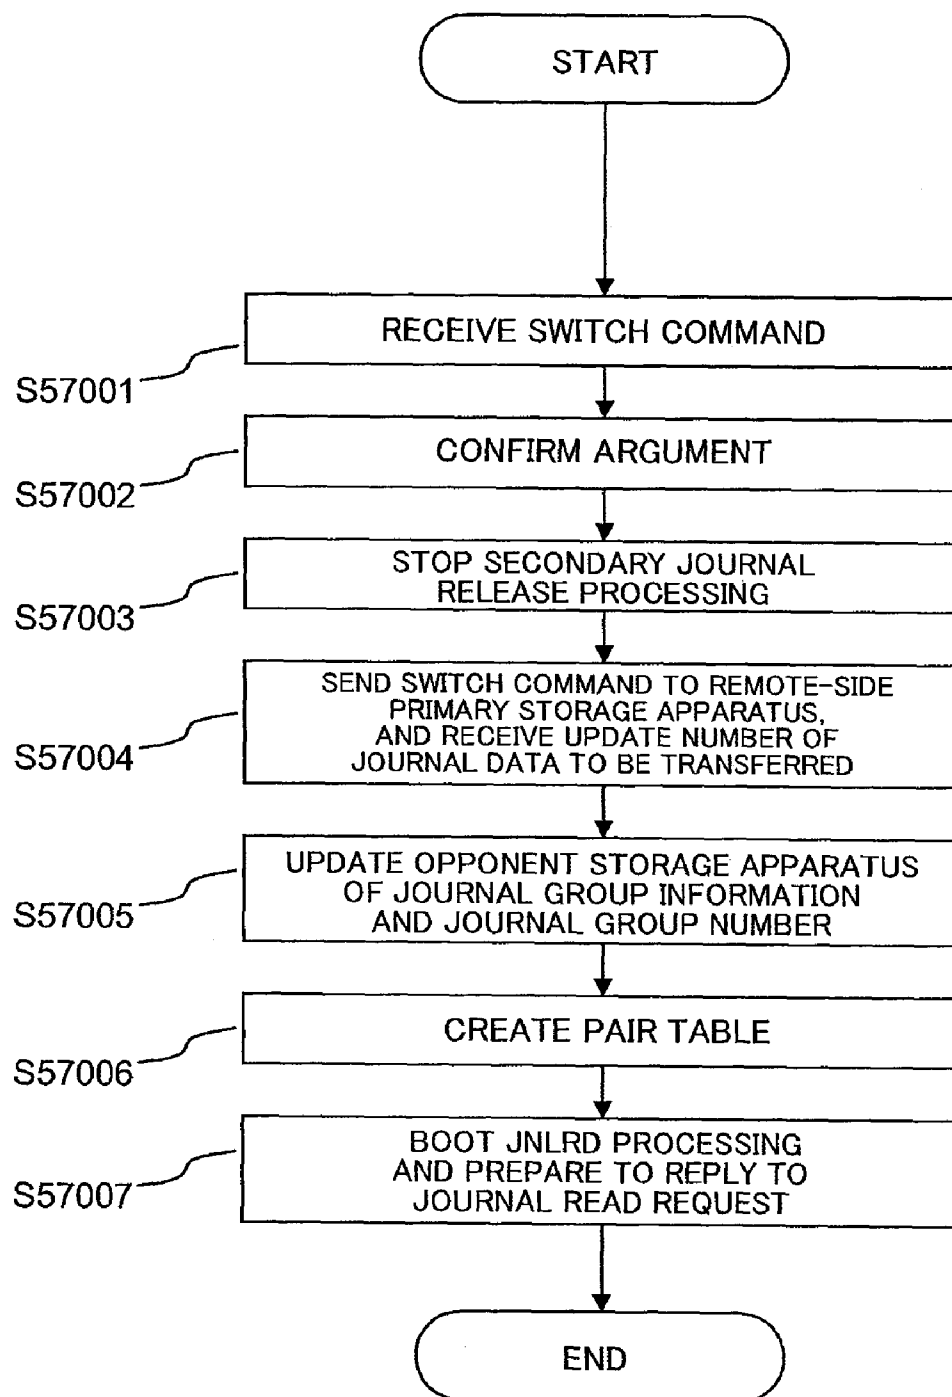 START
RECEIVE SWITCH COMMAND
S57001
CONFIRM ARGUMENT
S57002
STOP SECONDARY JOURNAL
RELEASE PROCESSING
S57003
SEND SWITCH COMMAND TO REMOTE-SIDE
PRIMARY STORAGE APPARATUS,
AND RECEIVE UPDATE NUMBER OF
JOURNAL DATA TO BE TRANSFERRED
S57004
UPDATE OPPONENT STORAGE APPARATUS
OF JOURNAL GROUP INFORMATION
AND JOURNAL GROUP NUMBER
S57005
CREATE PAIR TABLE
S57006
BOOT JNLRD PROCESSING
AND PREPARE TO REPLY TO
JOURNAL READ REQUEST
S57007
END